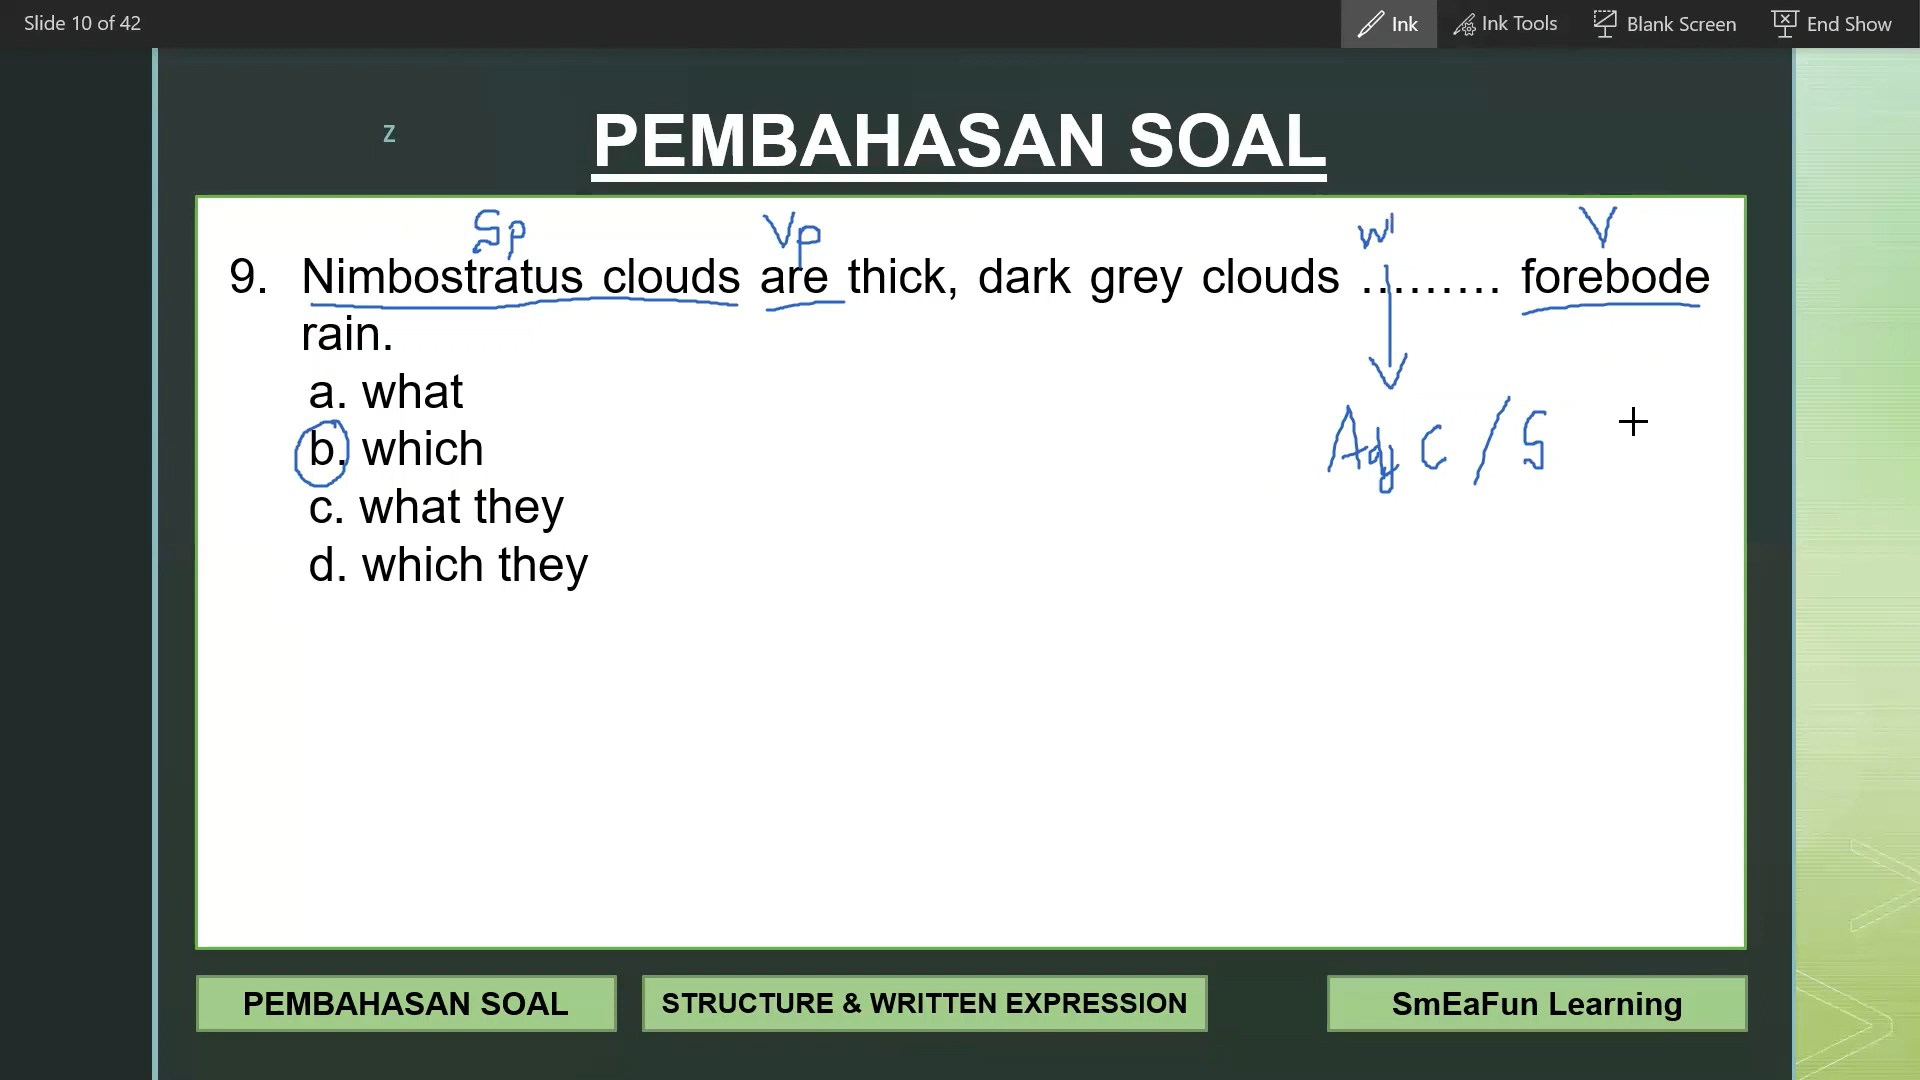 Slide 10 of 42
Ink
Ink Tools
Blank Screen
End Show
z
PEMBAHASAN SOAL
Sp Vp V
9. Nimbostratus clouds are thick, dark grey clouds ......... forebode
rain.
a. what
b. which
c. what they
d. which they
Adj C / S
PEMBAHASAN SOAL
STRUCTURE & WRITTEN EXPRESSION
SmEaFun Learning